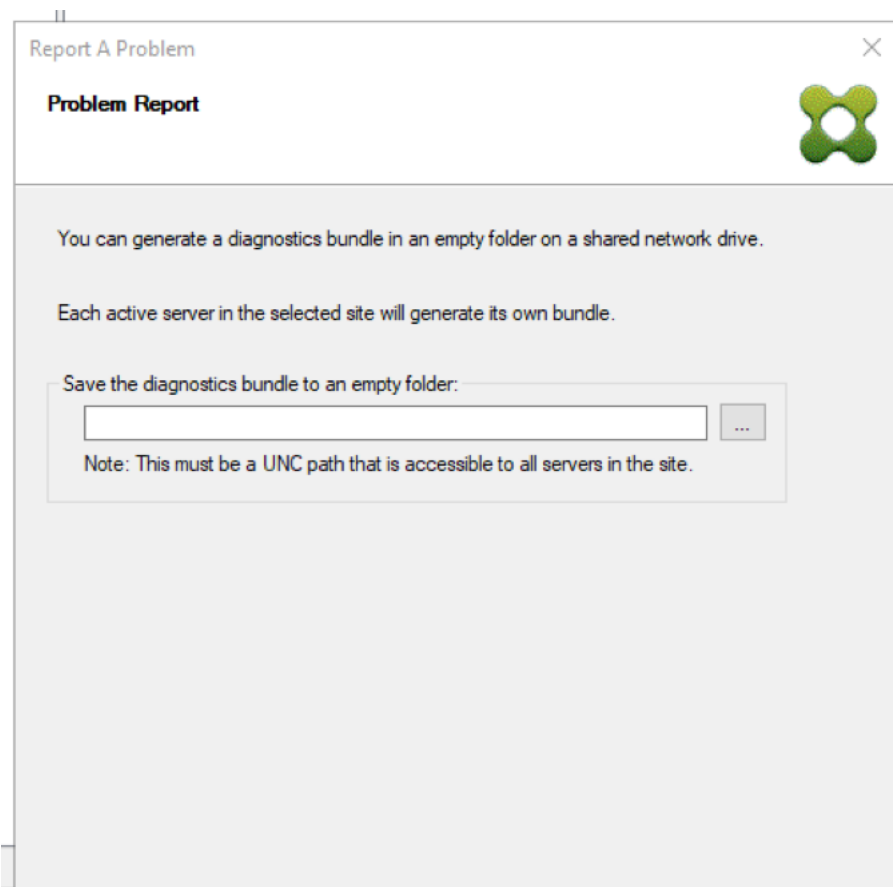 Report A Problem
Problem Report
You can generate a diagnostics bundle in an empty folder on a shared network drive.
Each active server in the selected site will generate its own bundle.
Save the diagnostics bundle to an empty folder:
...
Note: This must be a UNC path that is accessible to all servers in the site.